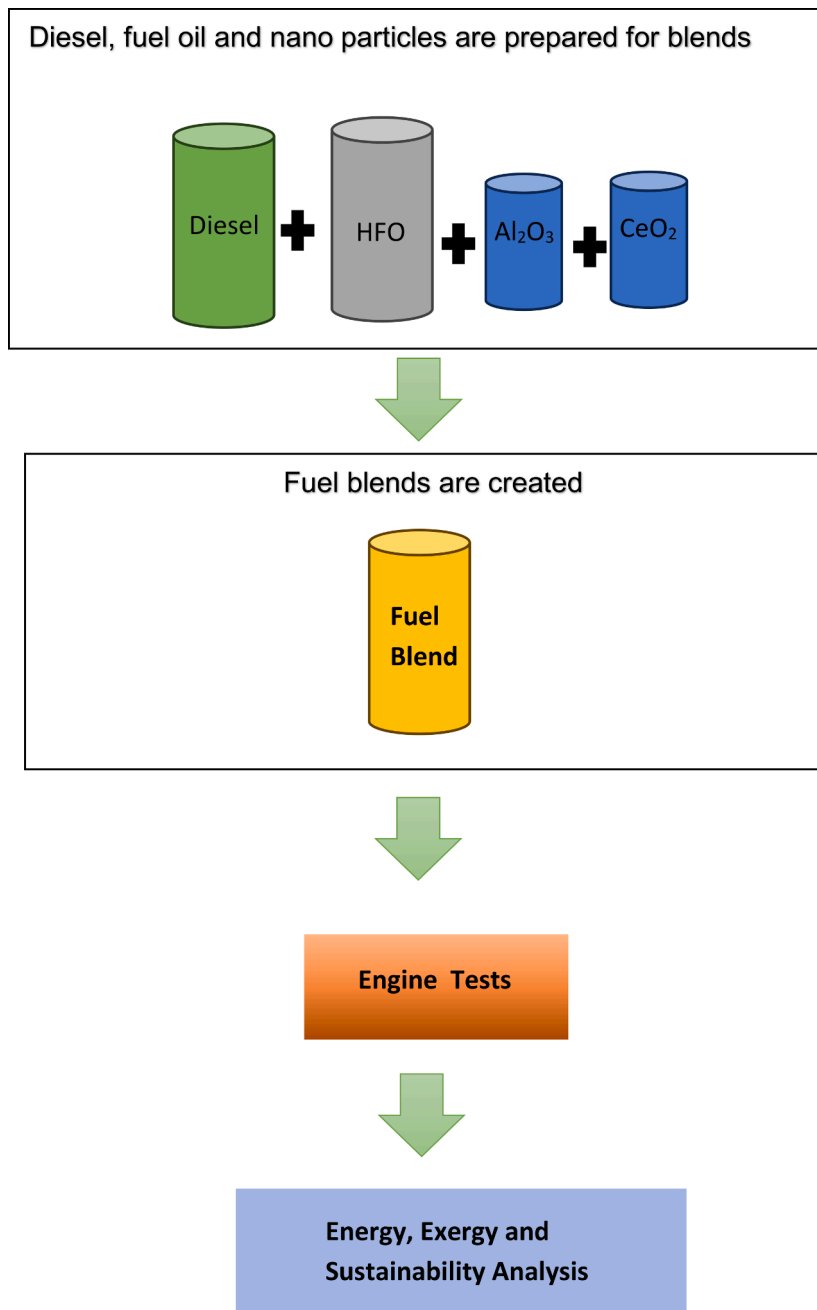 Diesel, fuel oil and nano particles are prepared for blends
Diesel
HFO
Al₂O₃
CeO₂
Fuel blends are created
Fuel
Blend
Engine Tests
Energy, Exergy and
Sustainability Analysis